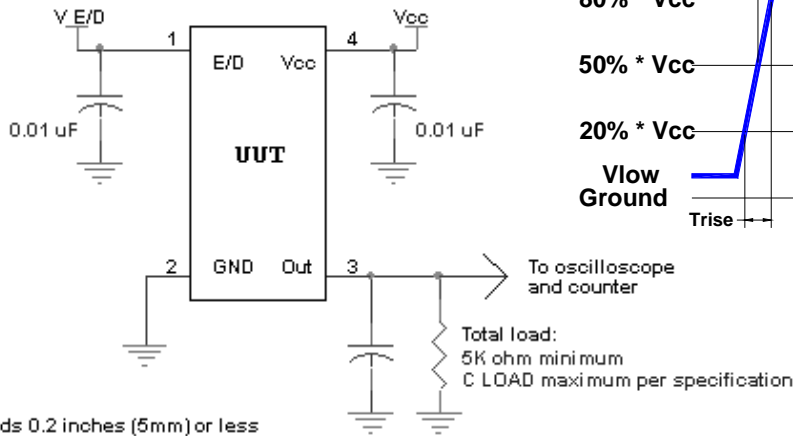 V E/D
Vcc
1
4
E/D
Vcc
0.01 uF
0.01 uF
UUT
2
GND
Out
3
To oscilloscope
and counter
Total load:
5K ohm minimum
C LOAD maximum per specification
ds 0.2 inches (5mm) or less
80% * Vcc
50% * Vcc
20% * Vcc
Vlow
Ground
Trise